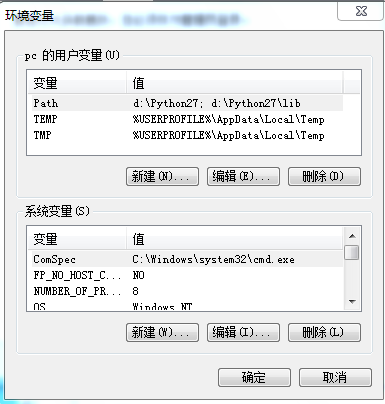 环境变量
pc 的用户变量(U)
变量 值
Path d:\Python27; d:\Python27\lib
TEMP %USERPROFILE%\AppData\Local\Temp
TMP %USERPROFILE%\AppData\Local\Temp
新建(N)... 编辑(E)... 删除(D)
系统变量(S)
变量 值
ComSpec C:\Windows\system32\cmd.exe
FP_NO_HOST_C... NO
NUMBER_OF_PR... 8
OS Windows_NT
新建(W)... 编辑(I)... 删除(L)
确定 取消